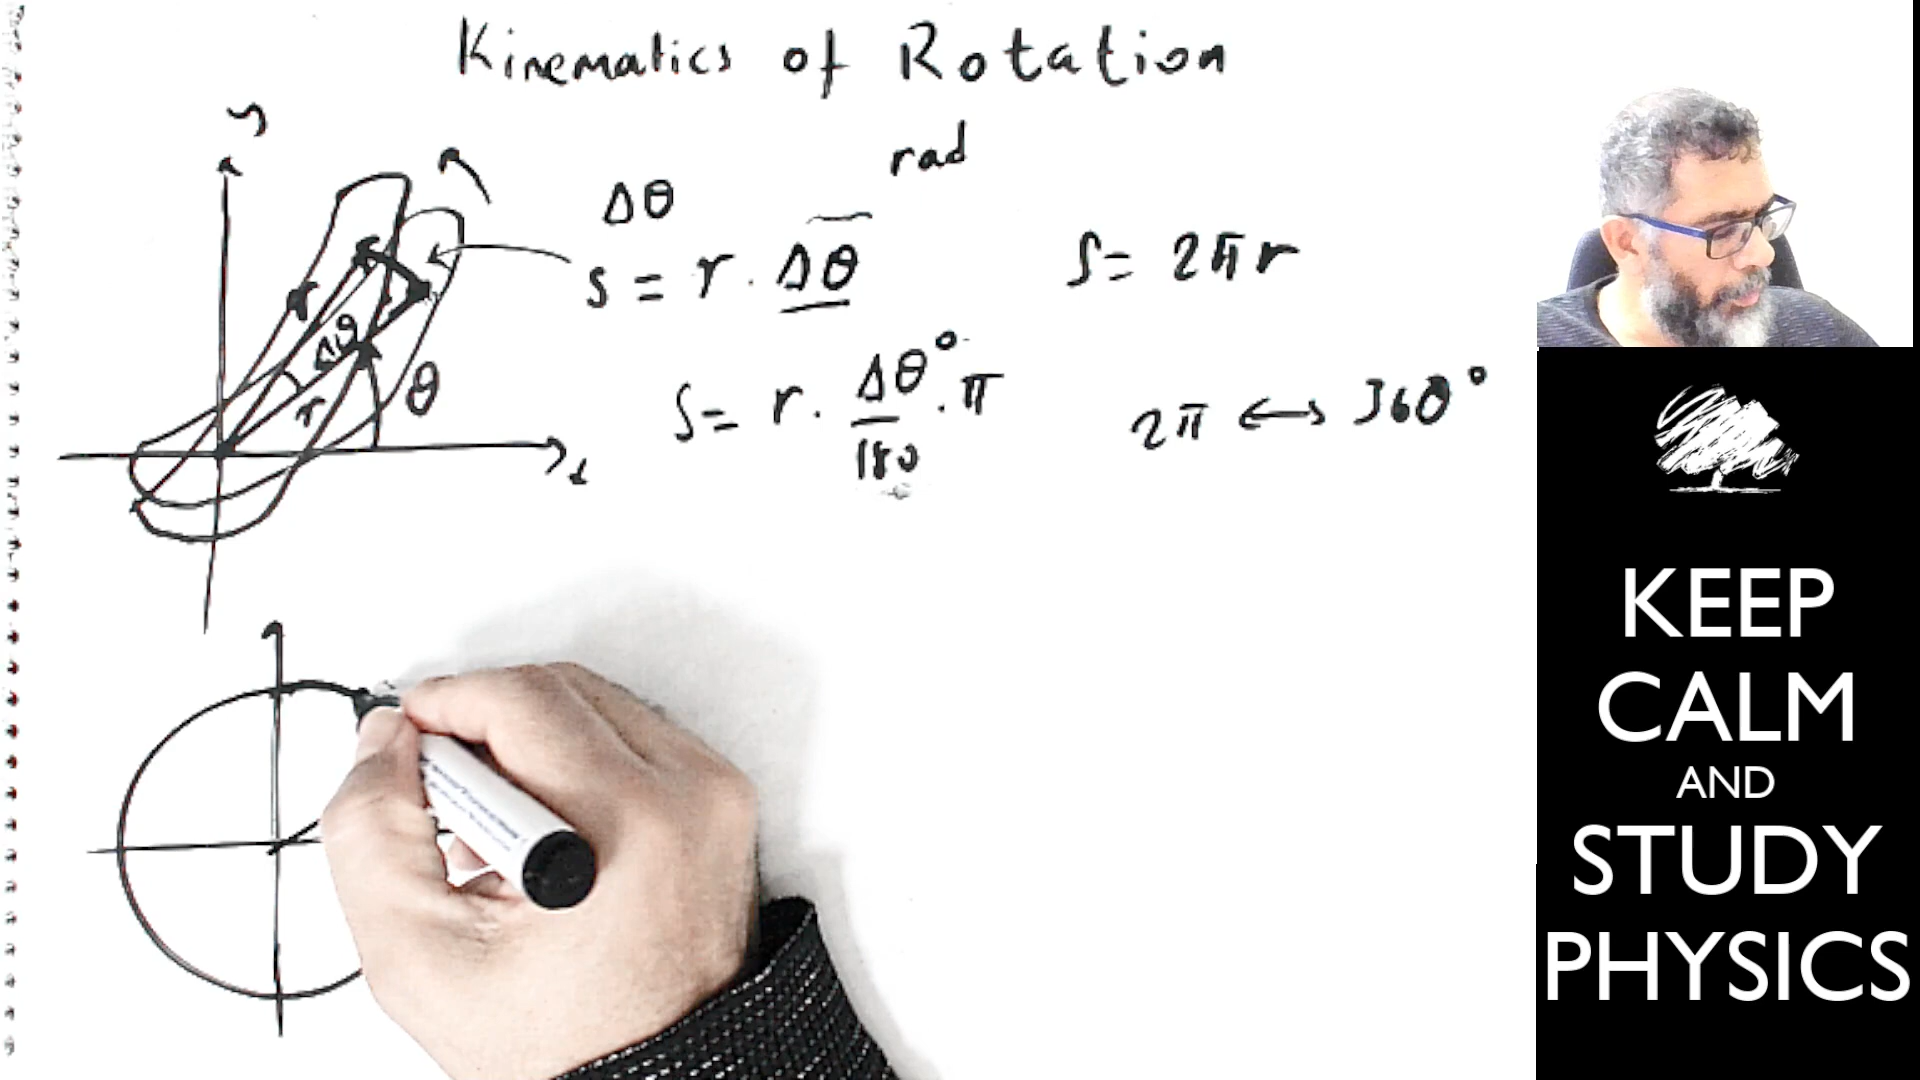 Kinematics of Rotation
y
rad
Δθ
s = r . Δθ
S = 2πr
Δθ
r
θ
S = r . Δθ° . π
180
2π ↔ 360°
KEEP
CALM
AND
STUDY
PHYSICS